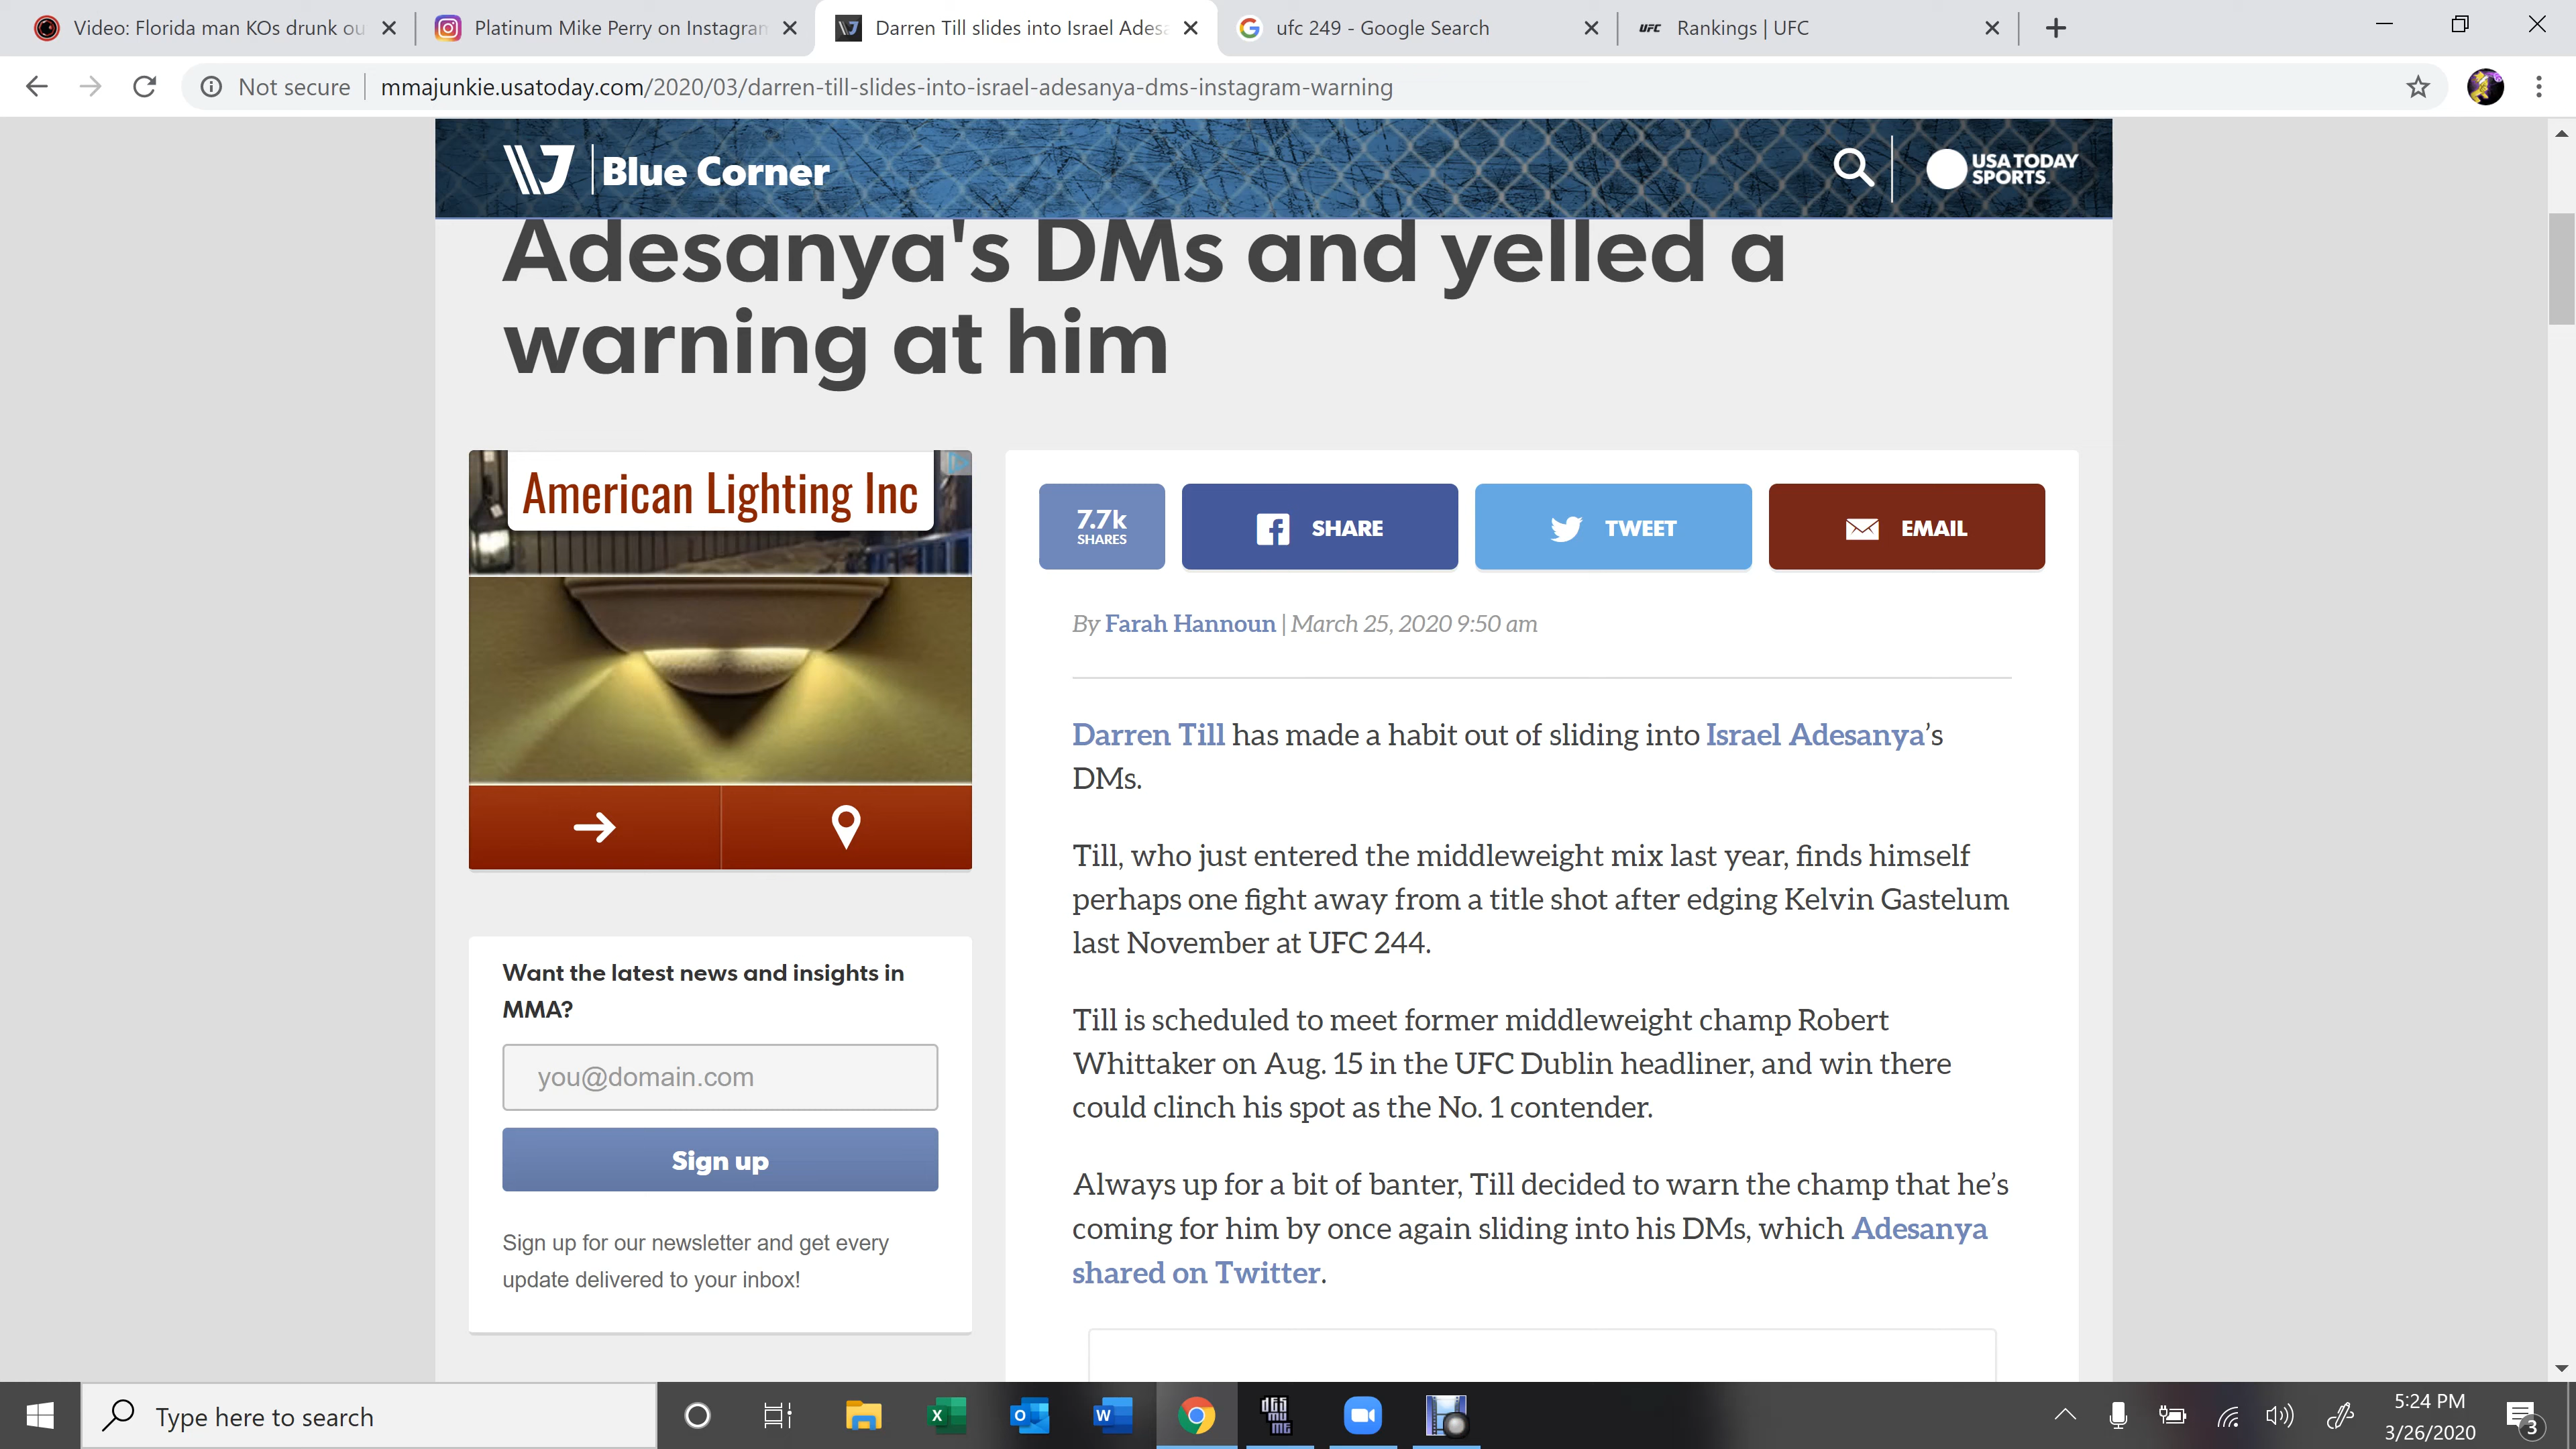 Video: Florida man KOs drunk ou
Platinum Mike Perry on Instagram
Darren Till slides into Israel Adesa
ufc 249 - Google Search
UFC Rankings | UFC
Not secure
mmajunkie.usatoday.com/2020/03/darren-till-slides-into-israel-adesanya-dms-instagram-warning
Blue Corner
USA TODAY
SPORTS
Adesanya's DMs and yelled a
warning at him
American Lighting Inc
7.7k
SHARES
SHARE
TWEET
EMAIL
By Farah Hannoun | March 25, 2020 9:50 am
Darren Till has made a habit out of sliding into Israel Adesanya’s
DMs.
Till, who just entered the middleweight mix last year, finds himself
perhaps one fight away from a title shot after edging Kelvin Gastelum
last November at UFC 244.
Till is scheduled to meet former middleweight champ Robert
Whittaker on Aug. 15 in the UFC Dublin headliner, and win there
could clinch his spot as the No. 1 contender.
Always up for a bit of banter, Till decided to warn the champ that he’s
coming for him by once again sliding into his DMs, which Adesanya
shared on Twitter.
Want the latest news and insights in
MMA?
you@domain.com
Sign up
Sign up for our newsletter and get every
update delivered to your inbox!
Type here to search
5:24 PM
3/26/2020
3